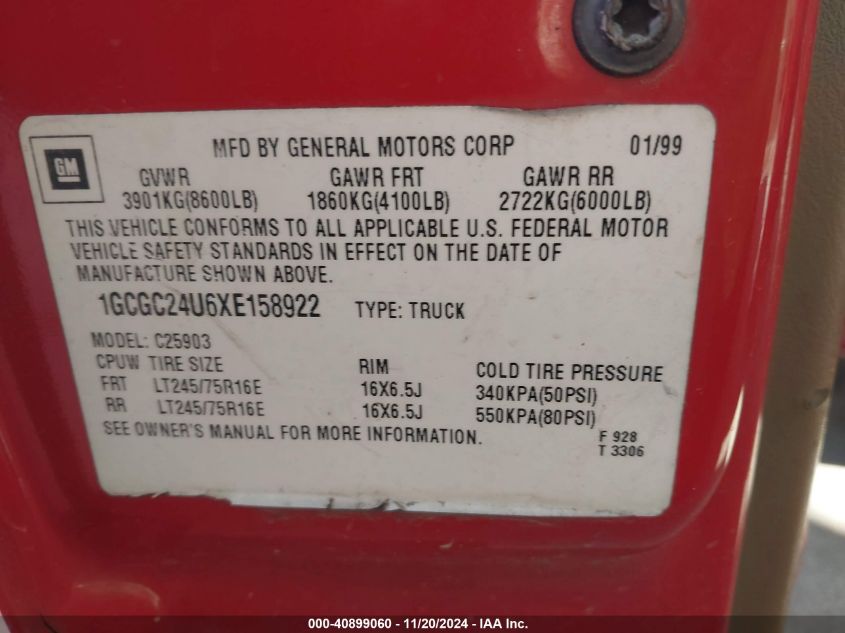 GM
MFD BY GENERAL MOTORS CORP 01/99
GVWR GAWR FRT GAWR RR
3901KG(8600LB) 1860KG(4100LB) 2722KG(6000LB)
THIS VEHICLE CONFORMS TO ALL APPLICABLE U.S. FEDERAL MOTOR
VEHICLE SAFETY STANDARDS IN EFFECT ON THE DATE OF
MANUFACTURE SHOWN ABOVE.
1GCGC24U6XE158922 TYPE: TRUCK
MODEL: C25903
CPUW TIRE SIZE RIM COLD TIRE PRESSURE
FRT LT245/75R16E 16X6.5J 340KPA(50PSI)
RR LT245/75R16E 16X6.5J 550KPA(80PSI)
SEE OWNER'S MANUAL FOR MORE INFORMATION. F 928
T 3306
000-40899060 - 11/20/2024 - IAA Inc.